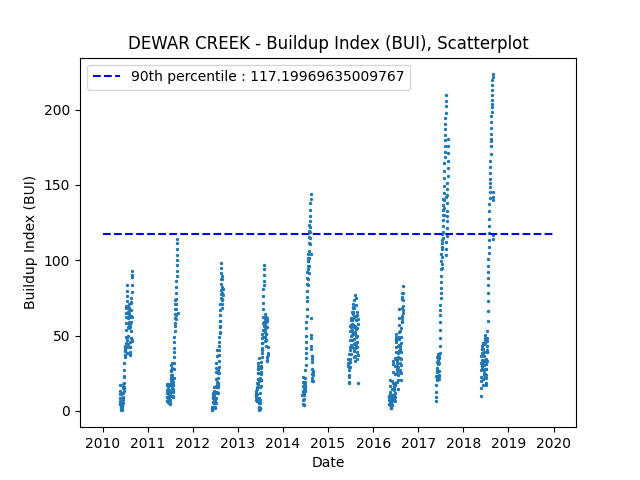 DEWAR CREEK - Buildup Index (BUI), Scatterplot
90th percentile : 117.19969635009767
200
150
100
50
0
Buildup Index (BUI)
2010 2011 2012 2013 2014 2015 2016 2017 2018 2019 2020
Date